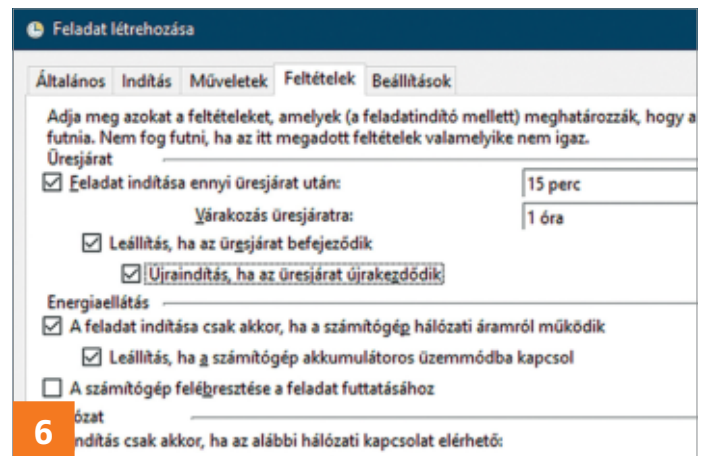 Feladat létrehozása
Általános Indítás Műveletek Feltételek Beállítások
Adja meg azokat a feltételeket, amelyek (a feladatindító mellett) meghatározzák, hogy a
futnia. Nem fog futni, ha az itt megadott feltételek valamelyike nem igaz.
Üresjárat
Feladat indítása ennyi üresjárat után: 15 perc
Várakozás üresjáratra: 1 óra
Leállítás, ha az üresjárat befejeződik
Újraindítás, ha az üresjárat újrakezdődik
Energiaellátás
A feladat indítása csak akkor, ha a számítógép hálózati áramról működik
Leállítás, ha a számítógép akkumulátoros üzemmódba kapcsol
A számítógép felébresztése a feladat futtatásához
6
csak akkor, ha az alábbi hálózati kapcsolat elérhető: